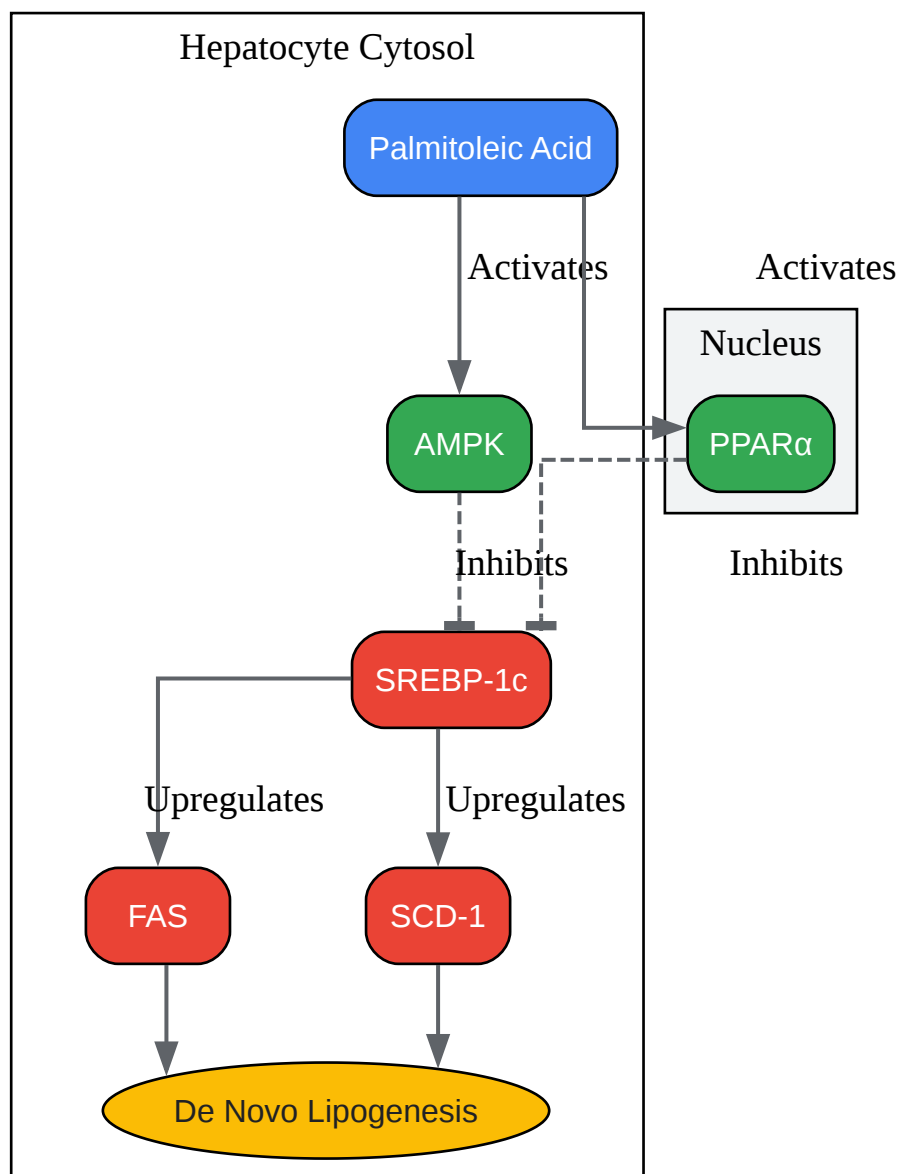 Hepatocyte Cytosol
Palmitoleic Acid
Activates
Activates
Nucleus
AMPK
PPARα
Inhibits
Inhibits
SREBP-1c
Upregulates
Upregulates
FAS
SCD-1
De Novo Lipogenesis